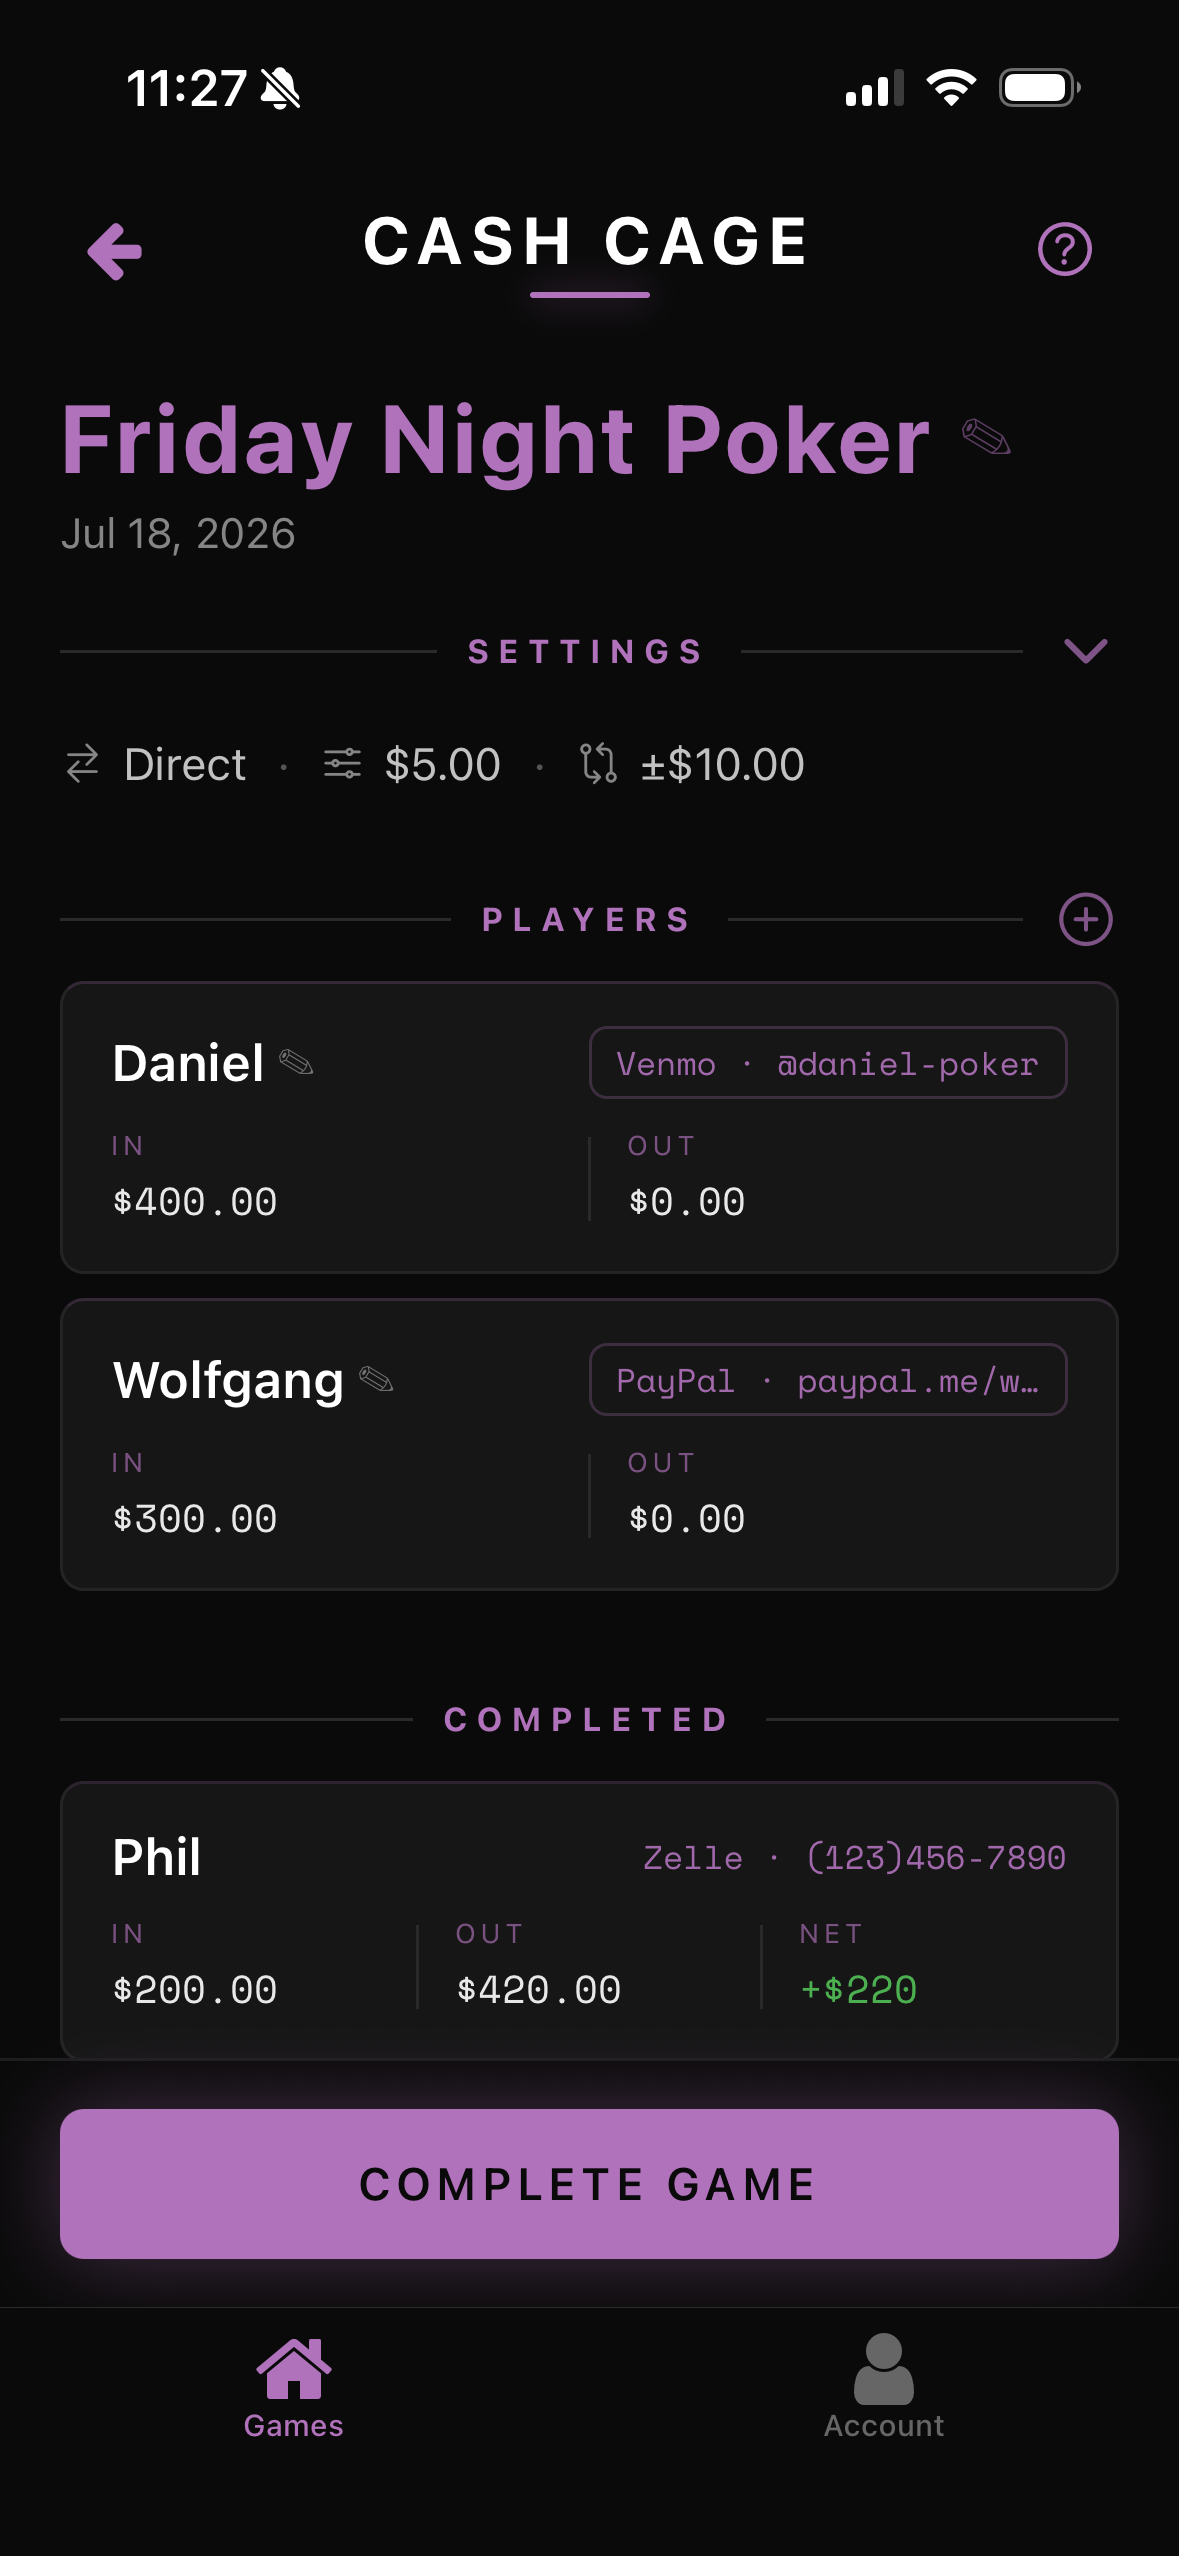 11:27
CASH CAGE
Friday Night Poker
Jul 18, 2026
SETTINGS
Direct · $5.00 · ±$10.00
PLAYERS
Daniel Venmo · @daniel-poker
IN OUT
$400.00 $0.00
Wolfgang PayPal · paypal.me/w…
IN OUT
$300.00 $0.00
COMPLETED
Phil Zelle · (123)456-7890
IN OUT NET
$200.00 $420.00 +$220
COMPLETE GAME
Games Account